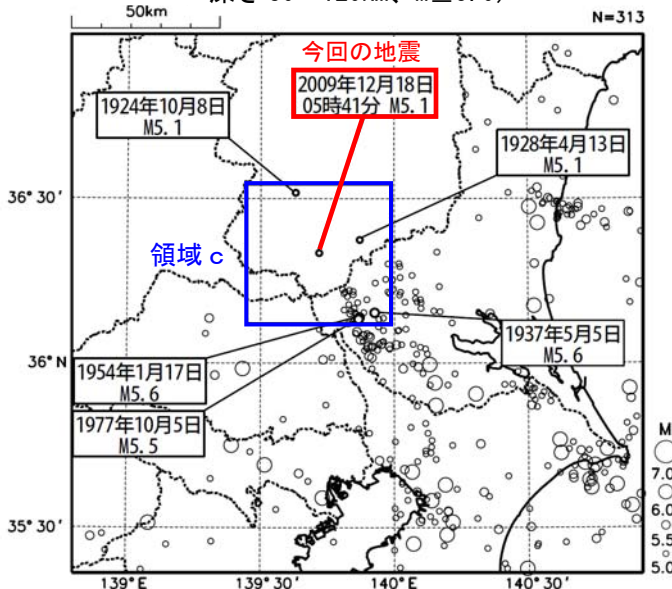 50km
N=313
今回の地震
2009年12月18日
05時41分 M5.1
1924年10月8日
M5.1
1928年4月13日
M5.1
36°30′
領域c
1937年5月5日
M5.6
36°N
1954年1月17日
M5.6
1977年10月5日
M5.5
M
7.0
6.0
5.5
5.0
35°30′
139°E
139°30′
140°E
140°30′